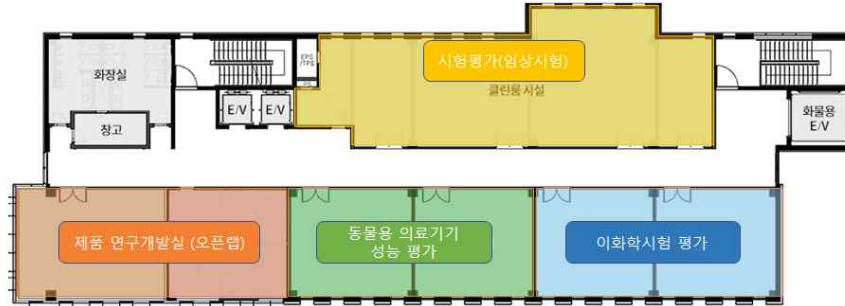 시험평가(임상시험)
클린룸 시설
화장실
창고
EPS
/TPS
E/V
E/V
화물용
E/V
제품 연구개발실 (오픈랩)
동물용 의료기기
성능 평가
이화학시험 평가